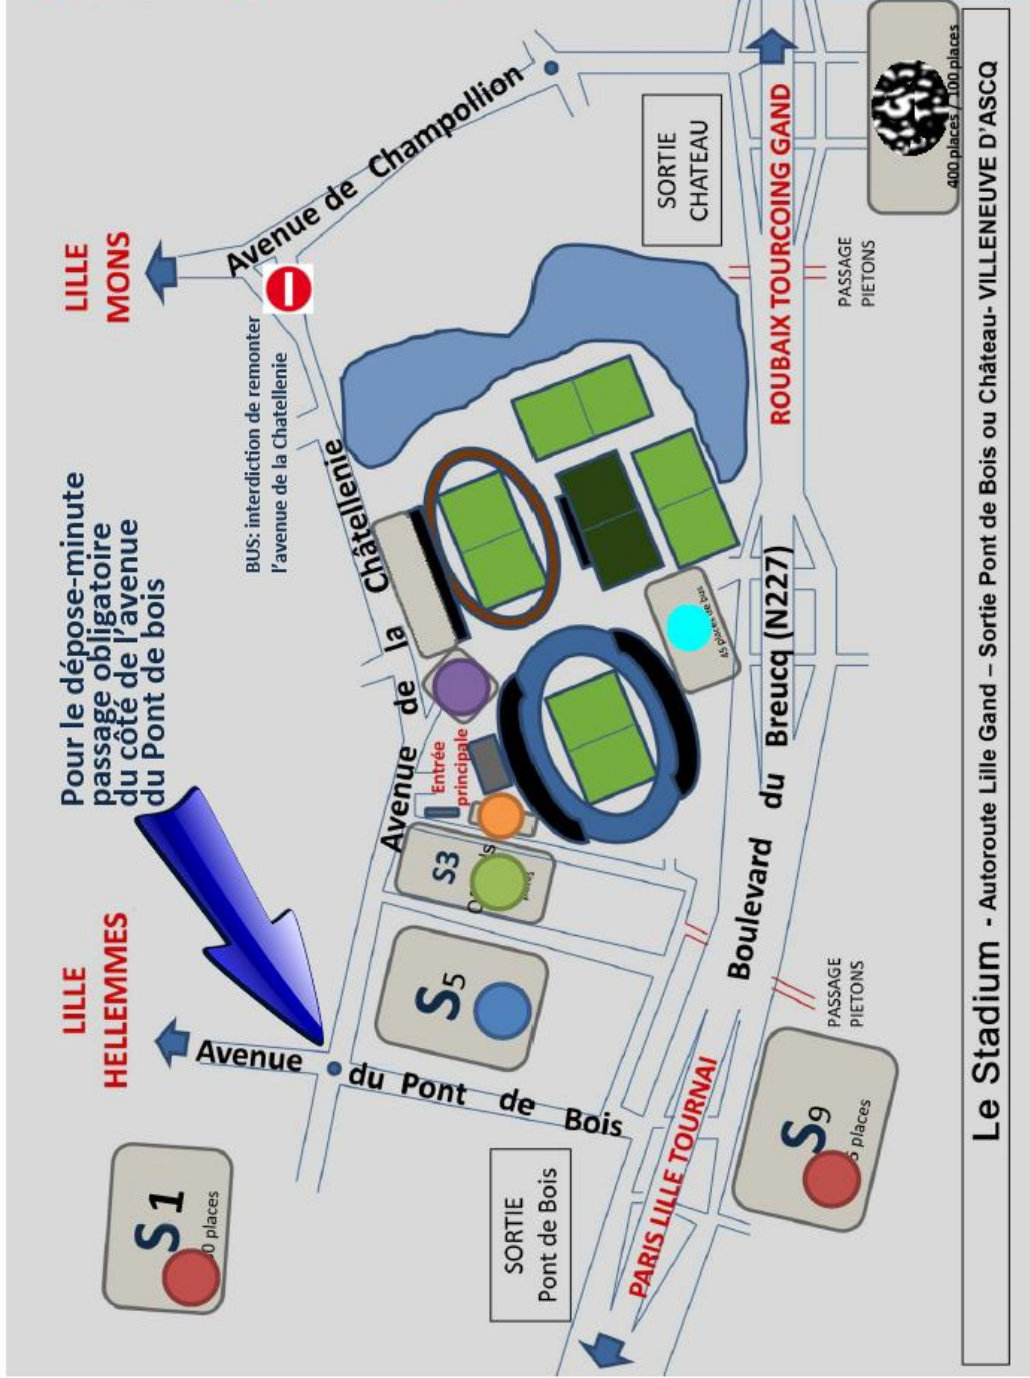 LILLE
HELLEMMES
Pour le dépose-minute
passage obligatoire
du côté de l'avenue
du Pont de bois
LILLE
MONS
S1
0 places
Avenue
du Pont de Bois
BUS: interdiction de remonter
l'avenue de la Chatellenie
Avenue de Champollion
Avenue de la Châtellenie
S5
S3
places
Entrée
principale
SORTIE
Pont de Bois
SORTIE
CHATEAU
places de bus
PARIS LILLE TOURNAI
Boulevard du Breucq (N227)
ROUBAIX TOURCOING GAND
S9
places
PASSAGE
PIETONS
PASSAGE
PIETONS
400 places / 100 places
Le Stadium - Autoroute Lille Gand – Sortie Pont de Bois ou Château- VILLENEUVE D'ASCQ